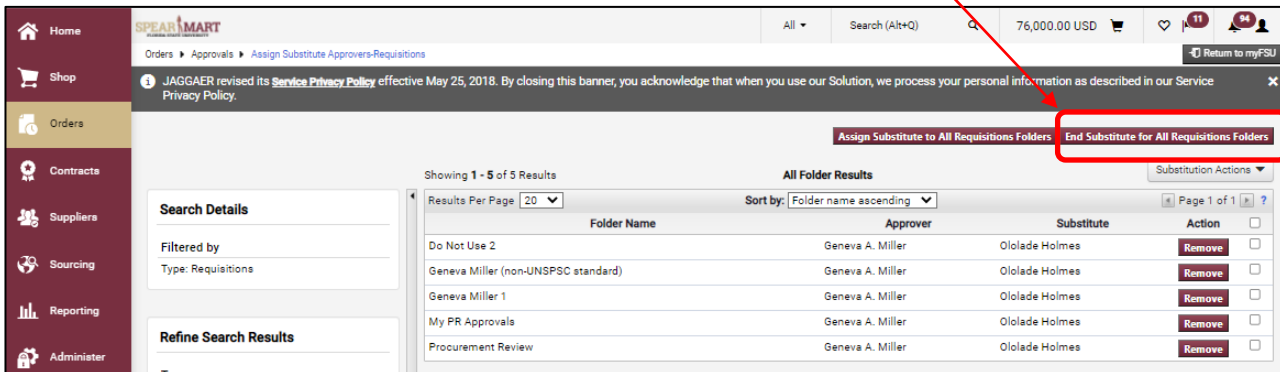 Home
SPEARMART
FLORIDA STATE UNIVERSITY
All
Search (Alt+Q)
76,000.00 USD
11
94
Orders Approvals Assign Substitute Approvers-Requisitions
Return to myFSU
Shop
JAGGAER revised its Service Privacy Policy effective May 25, 2018. By closing this banner, you acknowledge that when you use our Solution, we process your personal information as described in our Service
Privacy Policy.
Orders
Assign Substitute to All Requisitions Folders
End Substitute for All Requisitions Folders
Contracts
Showing 1 - 5 of 5 Results
All Folder Results
Substitution Actions
Results Per Page 20
Sort by: Folder name ascending
Page 1 of 1 ?
Suppliers
Search Details
Folder Name Approver Substitute Action
Filtered by
Do Not Use 2 Geneva A. Miller Ololade Holmes Remove
Sourcing
Type: Requisitions
Geneva Miller (non-UNSPSC standard) Geneva A. Miller Ololade Holmes Remove
Geneva Miller 1 Geneva A. Miller Ololade Holmes Remove
Reporting
My PR Approvals Geneva A. Miller Ololade Holmes Remove
Refine Search Results
Procurement Review Geneva A. Miller Ololade Holmes Remove
Administer